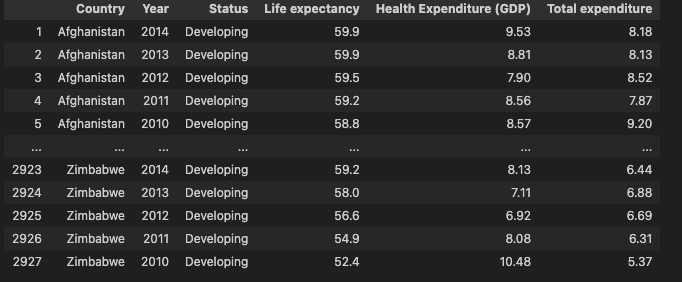 Country Year Status Life expectancy Health Expenditure (GDP) Total expenditure
1 Afghanistan 2014 Developing 59.9 9.53 8.18
2 Afghanistan 2013 Developing 59.9 8.81 8.13
3 Afghanistan 2012 Developing 59.5 7.90 8.52
4 Afghanistan 2011 Developing 59.2 8.56 7.87
5 Afghanistan 2010 Developing 58.8 8.57 9.20
... ... ... ... ... ... ...
2923 Zimbabwe 2014 Developing 59.2 8.13 6.44
2924 Zimbabwe 2013 Developing 58.0 7.11 6.88
2925 Zimbabwe 2012 Developing 56.6 6.92 6.69
2926 Zimbabwe 2011 Developing 54.9 8.08 6.31
2927 Zimbabwe 2010 Developing 52.4 10.48 5.37